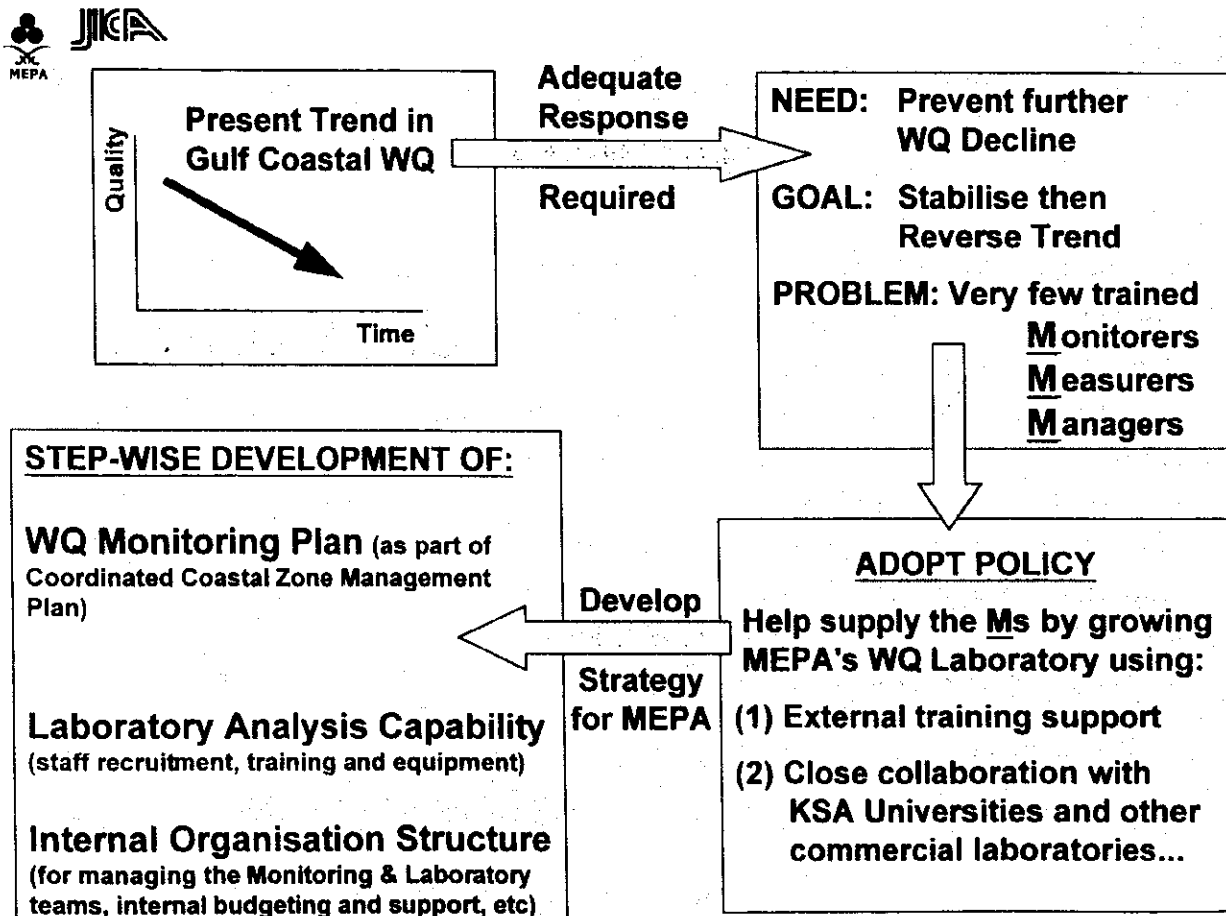 JICA
MEPA
Present Trend in
Gulf Coastal WQ
Quality
Time
Adequate
Response
Required
NEED: Prevent further
WQ Decline
GOAL: Stabilise then
Reverse Trend
PROBLEM: Very few trained
Monitorers
Measurers
Managers
ADOPT POLICY
Help supply the Ms by growing
MEPA's WQ Laboratory using:
(1) External training support
(2) Close collaboration with
KSA Universities and other
commercial laboratories...
Develop
Strategy
for MEPA
STEP-WISE DEVELOPMENT OF:
WQ Monitoring Plan (as part of
Coordinated Coastal Zone Management
Plan)
Laboratory Analysis Capability
(staff recruitment, training and equipment)
Internal Organisation Structure
(for managing the Monitoring & Laboratory
teams, internal budgeting and support, etc)